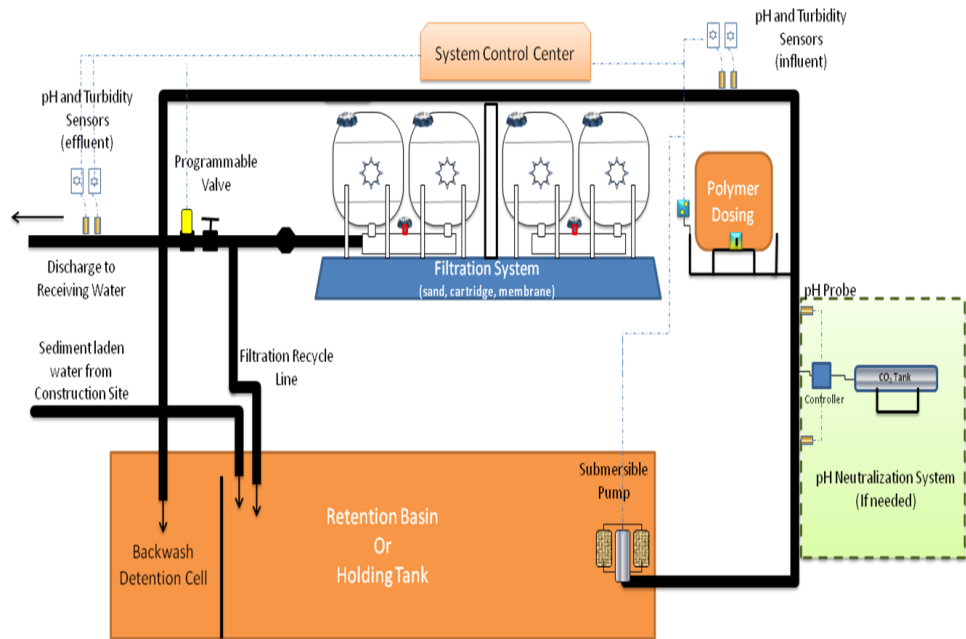 System Control Center
pH and Turbidity
Sensors
(influent)
pH and Turbidity
Sensors
(effluent)
Programmable
Valve
Polymer
Dosing
Discharge to
Receiving Water
Filtration System
(sand, cartridge, membrane)
pH Probe
Sediment laden
water from
Construction Site
Filtration Recycle
Line
CO₂ Tank
Controller
pH Neutralization System
(If needed)
Submersible
Pump
Retention Basin
Or
Holding Tank
Backwash
Detention Cell